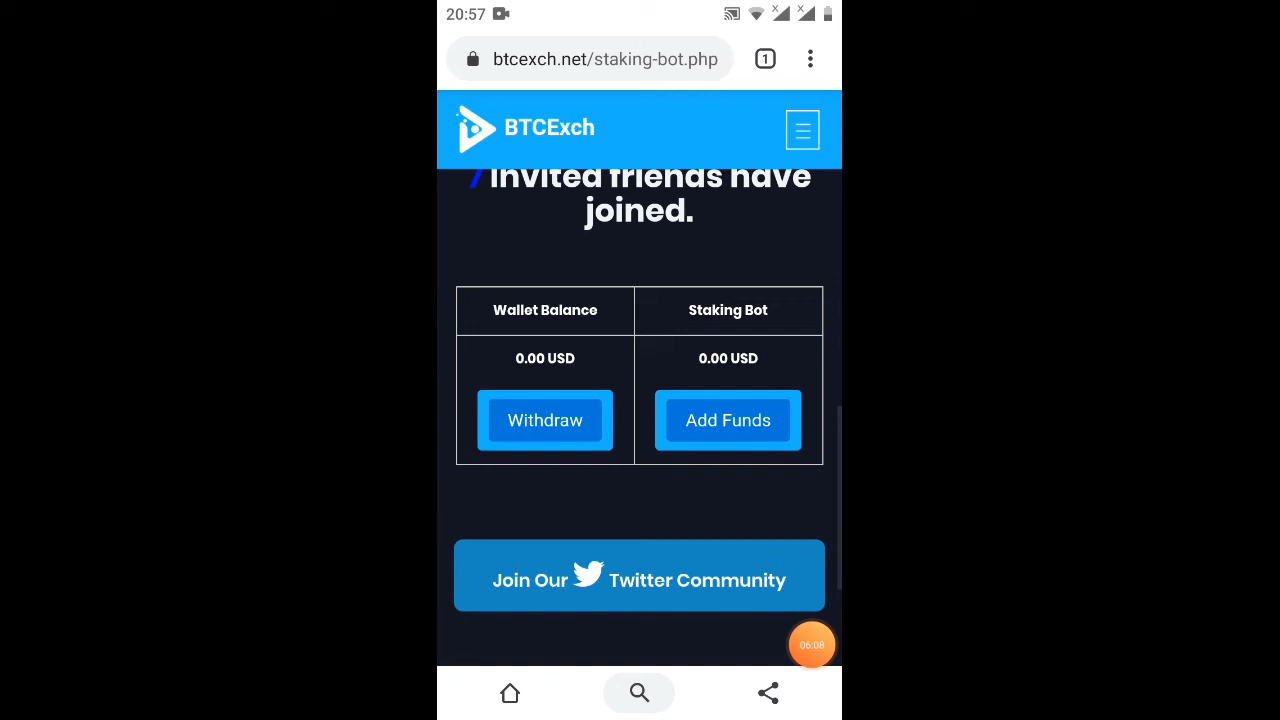 20:57
btcexch.net/staking-bot.php
1
BTCExch
7 invited friends have
joined.
Wallet Balance
Staking Bot
0.00 USD
0.00 USD
Withdraw
Add Funds
Join Our Twitter Community
06:08